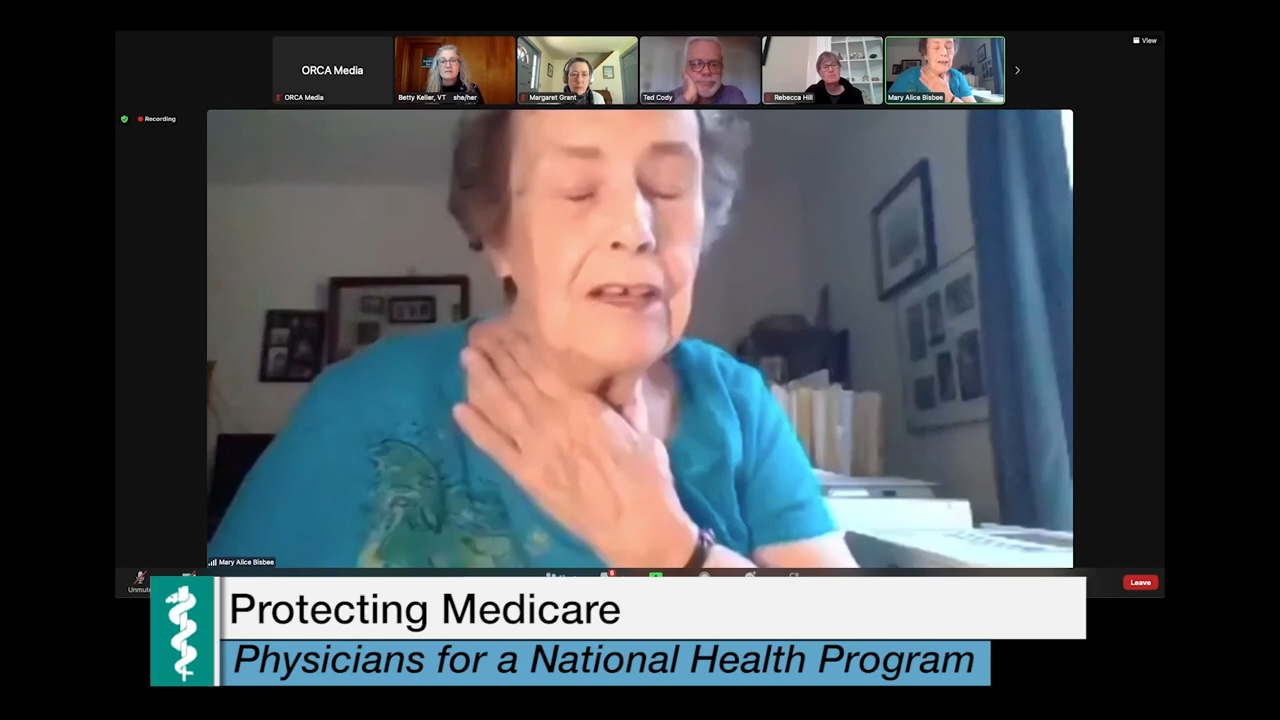 View
ORCA Media
ORCA Media
Betty Keller, VT she/her
Margaret Grant
Ted Cody
Rebecca Hill
Mary Alice Bisbee
Recording
Mary Alice Bisbee
Leave
Protecting Medicare
Physicians for a National Health Program